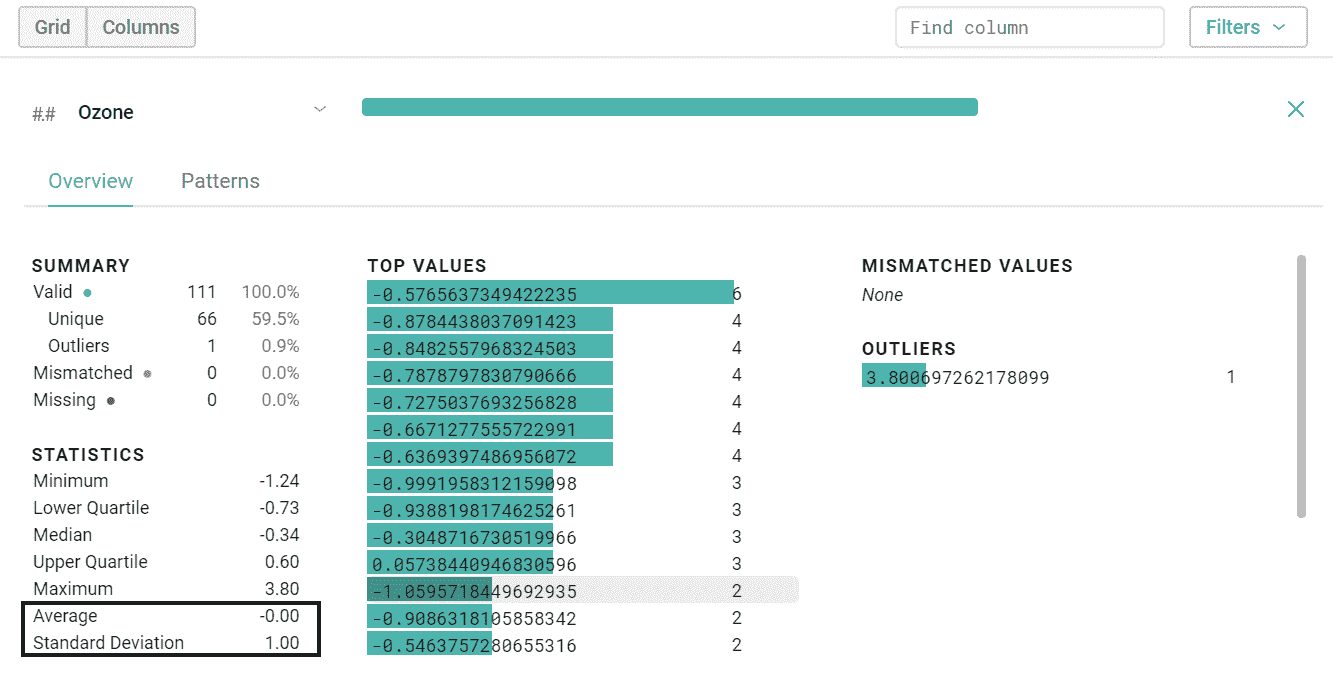 Grid Columns Find column Filters
## Ozone
Overview Patterns
SUMMARY
Valid 111 100.0%
Unique 66 59.5%
Outliers 1 0.9%
Mismatched 0 0.0%
Missing 0 0.0%
STATISTICS
Minimum -1.24
Lower Quartile -0.73
Median -0.34
Upper Quartile 0.60
Maximum 3.80
Average -0.00
Standard Deviation 1.00
TOP VALUES
-0.5765637349422235 6
-0.8784438037091423 4
-0.8482557968324503 4
-0.7878797830790666 4
-0.7275037693256828 4
-0.6671277555722991 4
-0.6369397486956072 4
-0.9991958312159098 3
-0.9388198174625261 3
-0.3048716730519966 3
0.05738440946830596 3
-1.0595718449692935 2
-0.9086318105858342 2
-0.5463757280655316 2
MISMATCHED VALUES
None
OUTLIERS
3.800697262178099 1